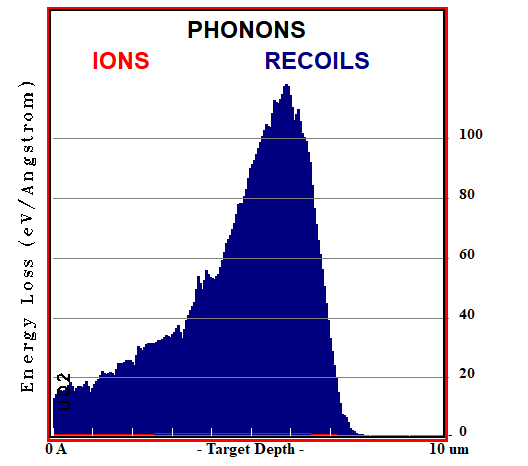 PHONONS
IONS RECOILS
Energy Loss (eV/Angstrom)
100
80
60
40
20
0
UO2
0 A - Target Depth - 10 um